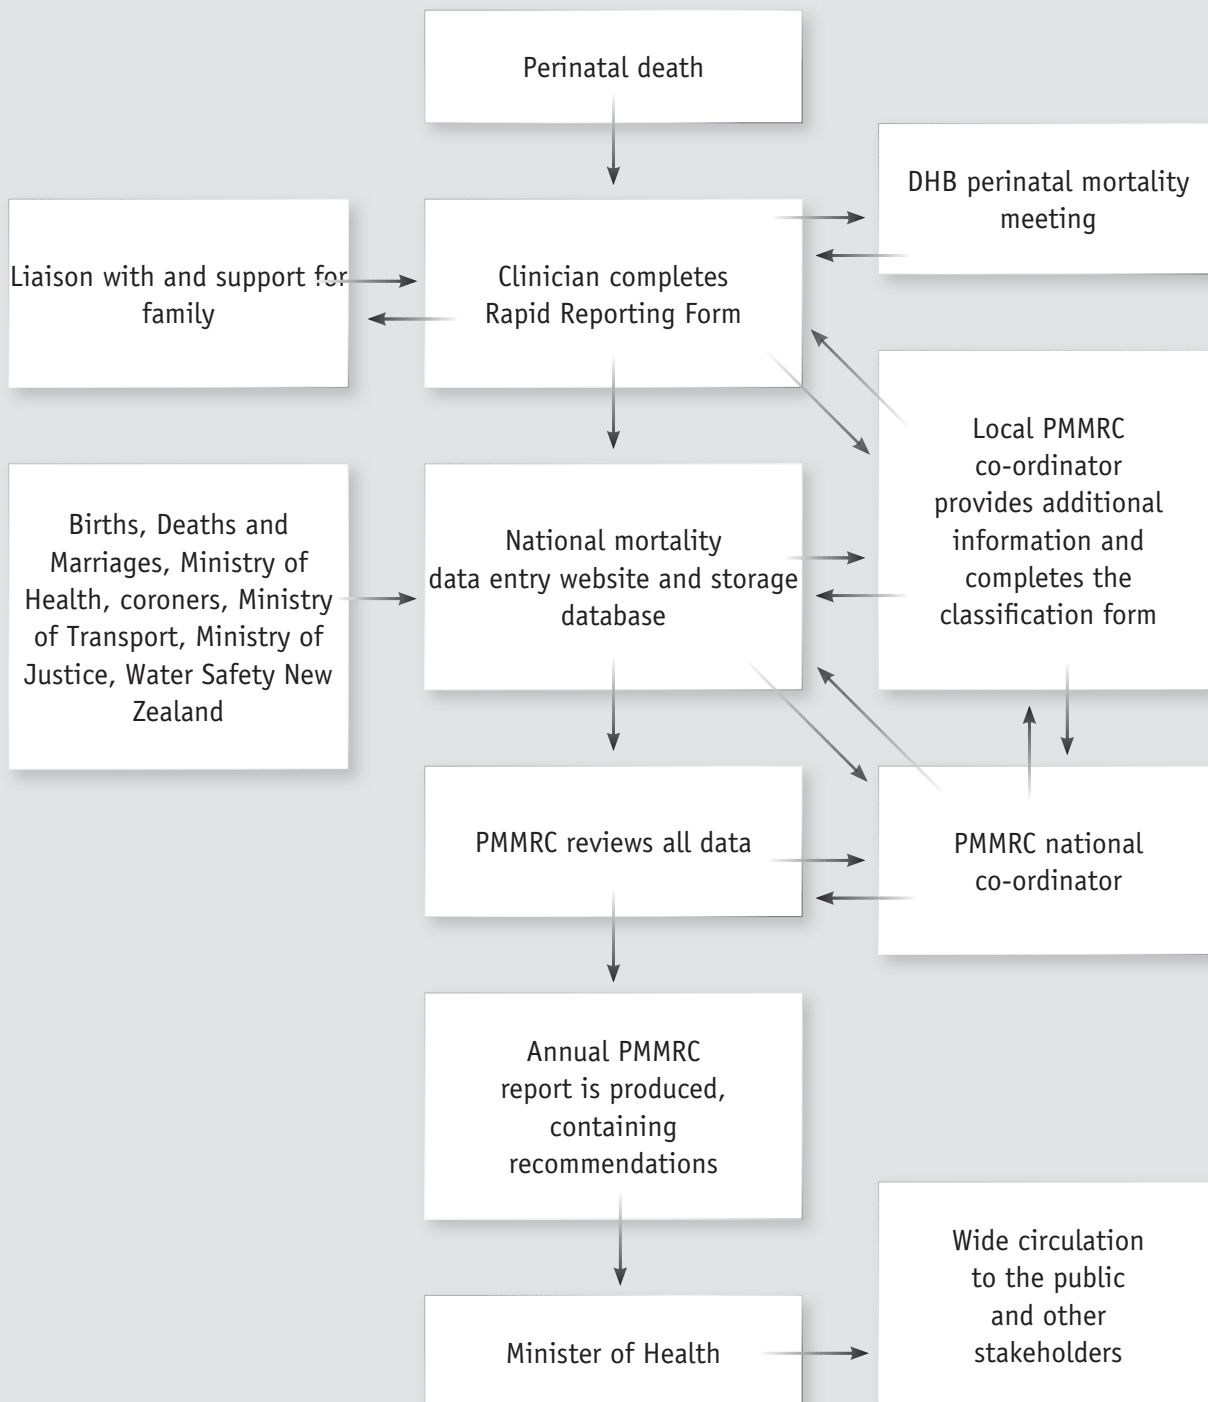 Perinatal death
DHB perinatal mortality
meeting
Liaison with and support for
family
Clinician completes
Rapid Reporting Form
Local PMMRC
co-ordinator
provides additional
information and
completes the
classification form
Births, Deaths and
Marriages, Ministry of
Health, coroners, Ministry
of Transport, Ministry of
Justice, Water Safety New
Zealand
National mortality
data entry website and storage
database
PMMRC reviews all data
PMMRC national
co-ordinator
Annual PMMRC
report is produced,
containing
recommendations
Minister of Health
Wide circulation
to the public
and other
stakeholders